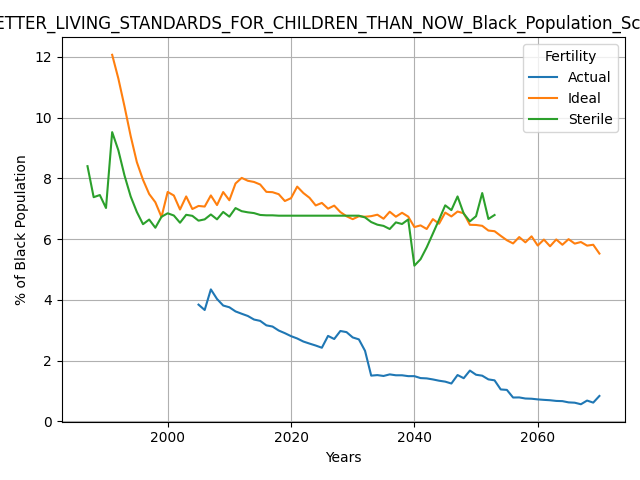 ETTER_LIVING_STANDARDS_FOR_CHILDREN_THAN_NOW_Black_Population_Sc
Fertility
Actual
Ideal
Sterile
% of Black Population
12
10
8
6
4
2
0
2000
2020
2040
2060
Years